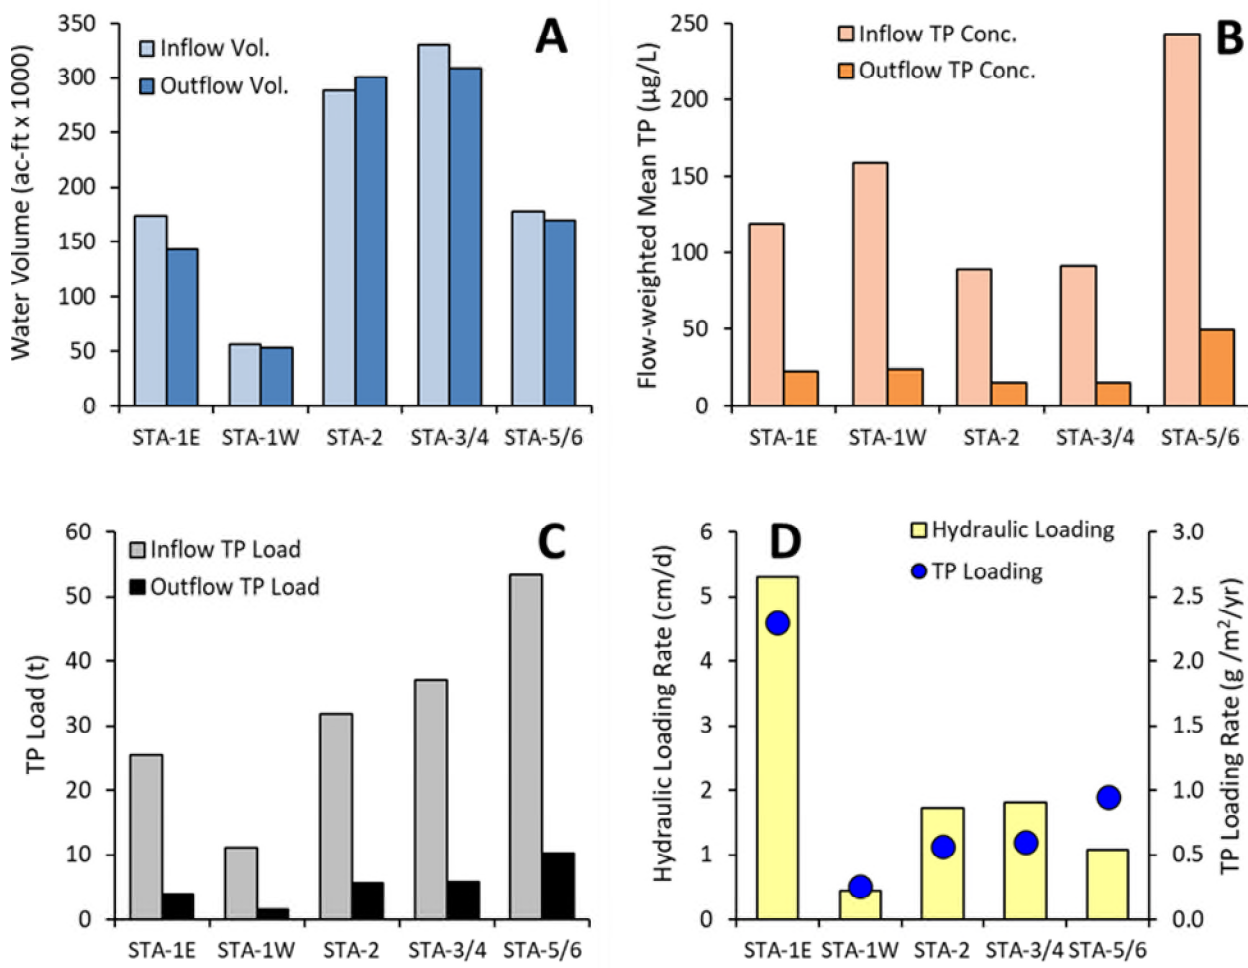 A
Inflow Vol.
Outflow Vol.
Water Volume (ac-ft x 1000)
350
300
250
200
150
100
50
0
STA-1E STA-1W STA-2 STA-3/4 STA-5/6
B
Inflow TP Conc.
Outflow TP Conc.
Flow-weighted Mean TP (µg/L)
250
200
150
100
50
0
STA-1E STA-1W STA-2 STA-3/4 STA-5/6
C
Inflow TP Load
Outflow TP Load
TP Load (t)
60
50
40
30
20
10
0
STA-1E STA-1W STA-2 STA-3/4 STA-5/6
D
Hydraulic Loading
TP Loading
Hydraulic Loading Rate (cm/d)
6
5
4
3
2
1
0
TP Loading Rate (g /m²/yr)
3.0
2.5
2.0
1.5
1.0
0.5
0.0
STA-1E STA-1W STA-2 STA-3/4 STA-5/6